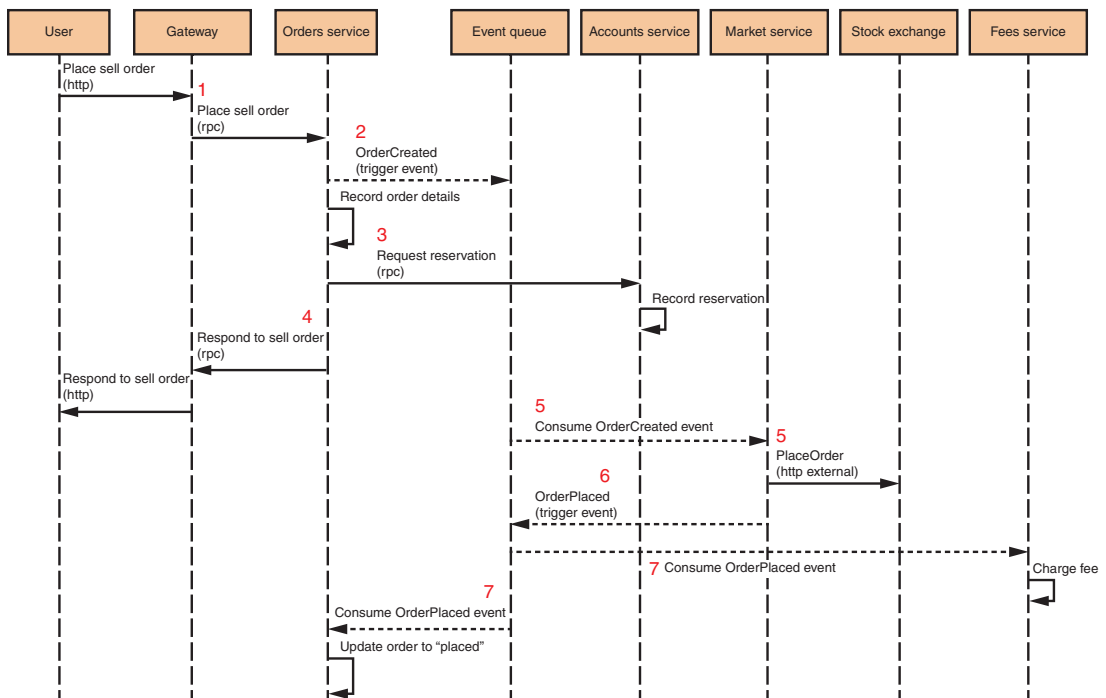 User
Gateway
Orders service
Event queue
Accounts service
Market service
Stock exchange
Fees service
Place sell order
(http)
1
Place sell order
(rpc)
2
OrderCreated
(trigger event)
Record order details
3
Request reservation
(rpc)
Record reservation
4
Respond to sell order
(rpc)
Respond to sell order
(http)
5
Consume OrderCreated event
5
PlaceOrder
(http external)
6
OrderPlaced
(trigger event)
7 Consume OrderPlaced event
Charge fee
7
Consume OrderPlaced event
Update order to “placed”